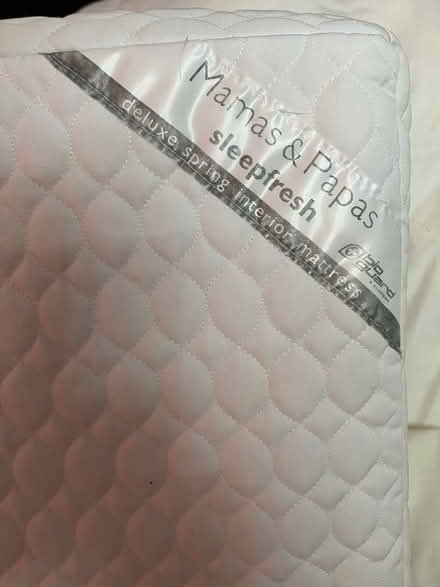 Mamas & Papas
sleepfresh
deluxe spring interior mattress